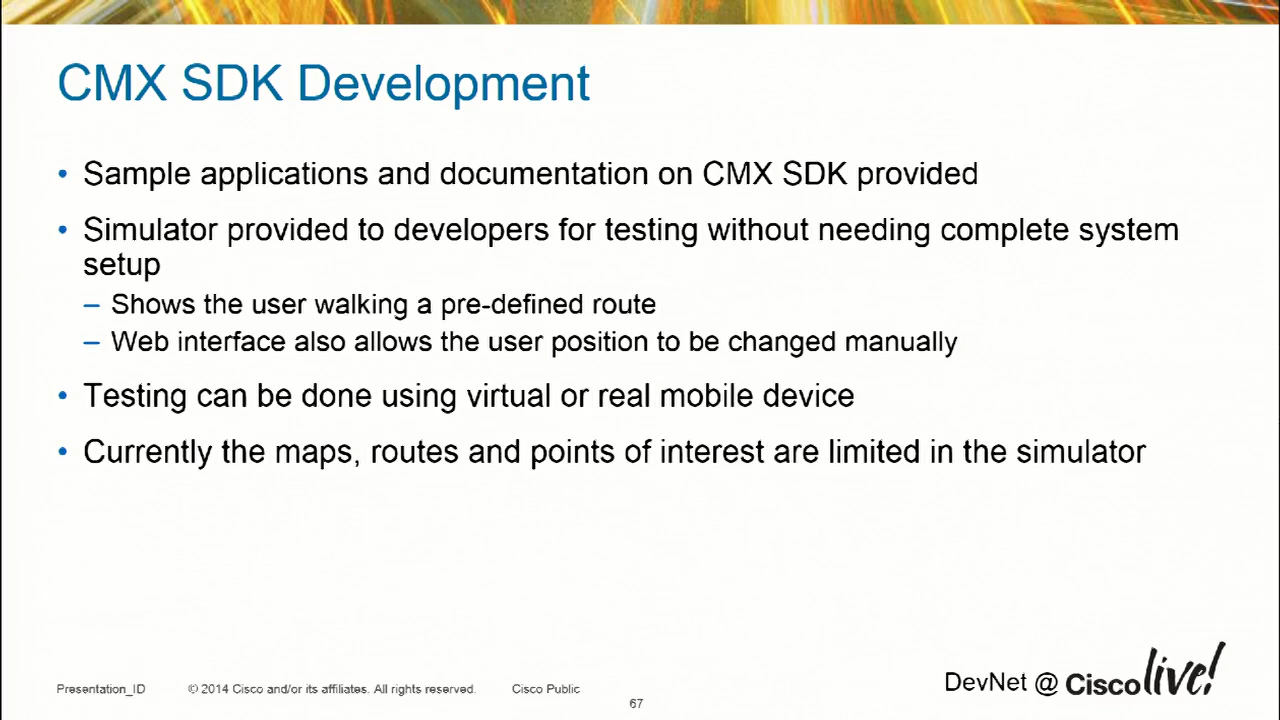 CMX SDK Development
• Sample applications and documentation on CMX SDK provided
• Simulator provided to developers for testing without needing complete system
setup
– Shows the user walking a pre-defined route
– Web interface also allows the user position to be changed manually
• Testing can be done using virtual or real mobile device
• Currently the maps, routes and points of interest are limited in the simulator
Presentation_ID © 2014 Cisco and/or its affiliates. All rights reserved. Cisco Public
67
DevNet @ Cisco live!